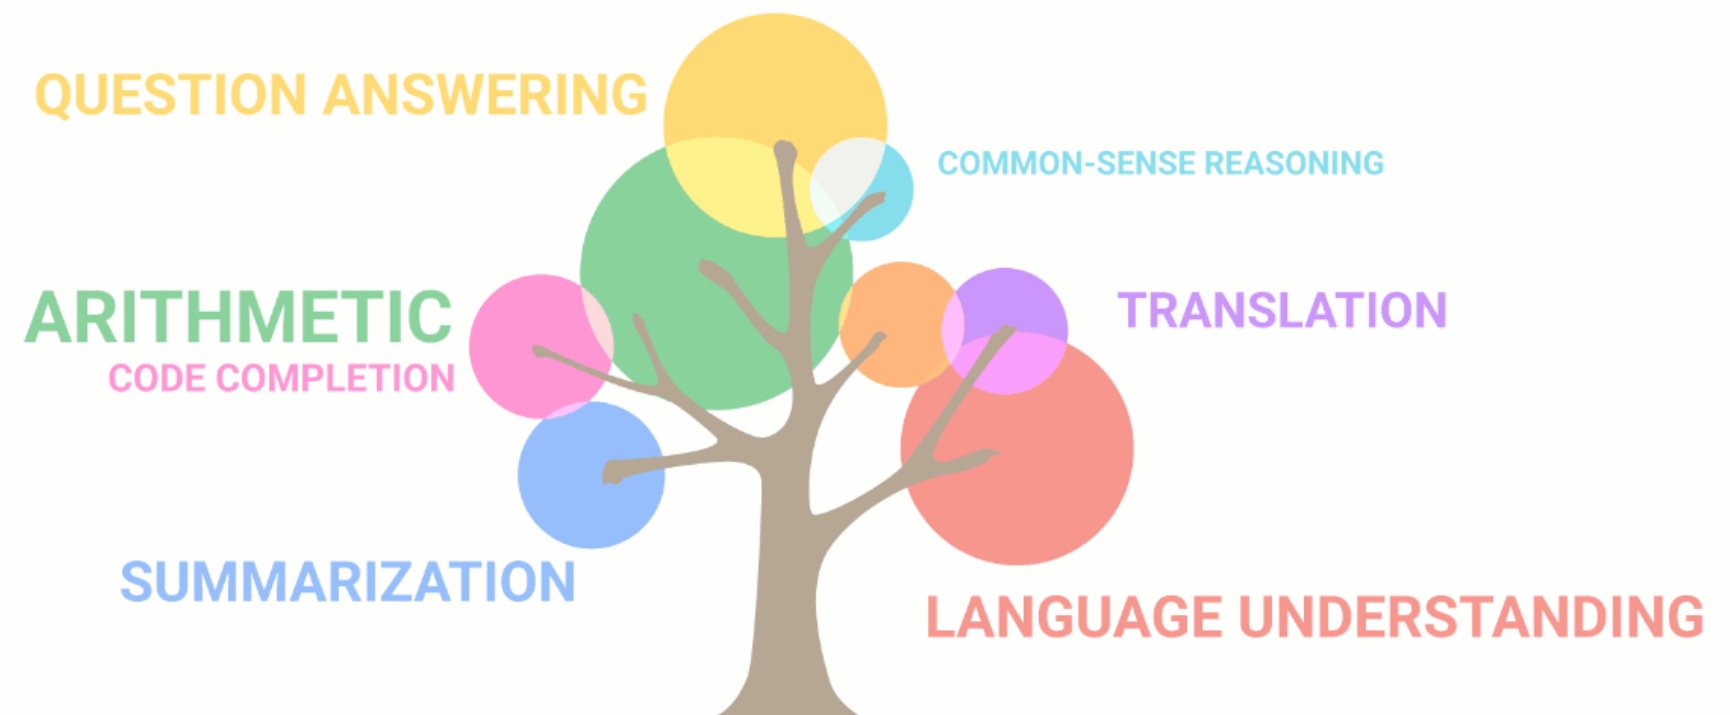 QUESTION ANSWERING
COMMON-SENSE REASONING
ARITHMETIC
CODE COMPLETION
TRANSLATION
SUMMARIZATION
LANGUAGE UNDERSTANDING